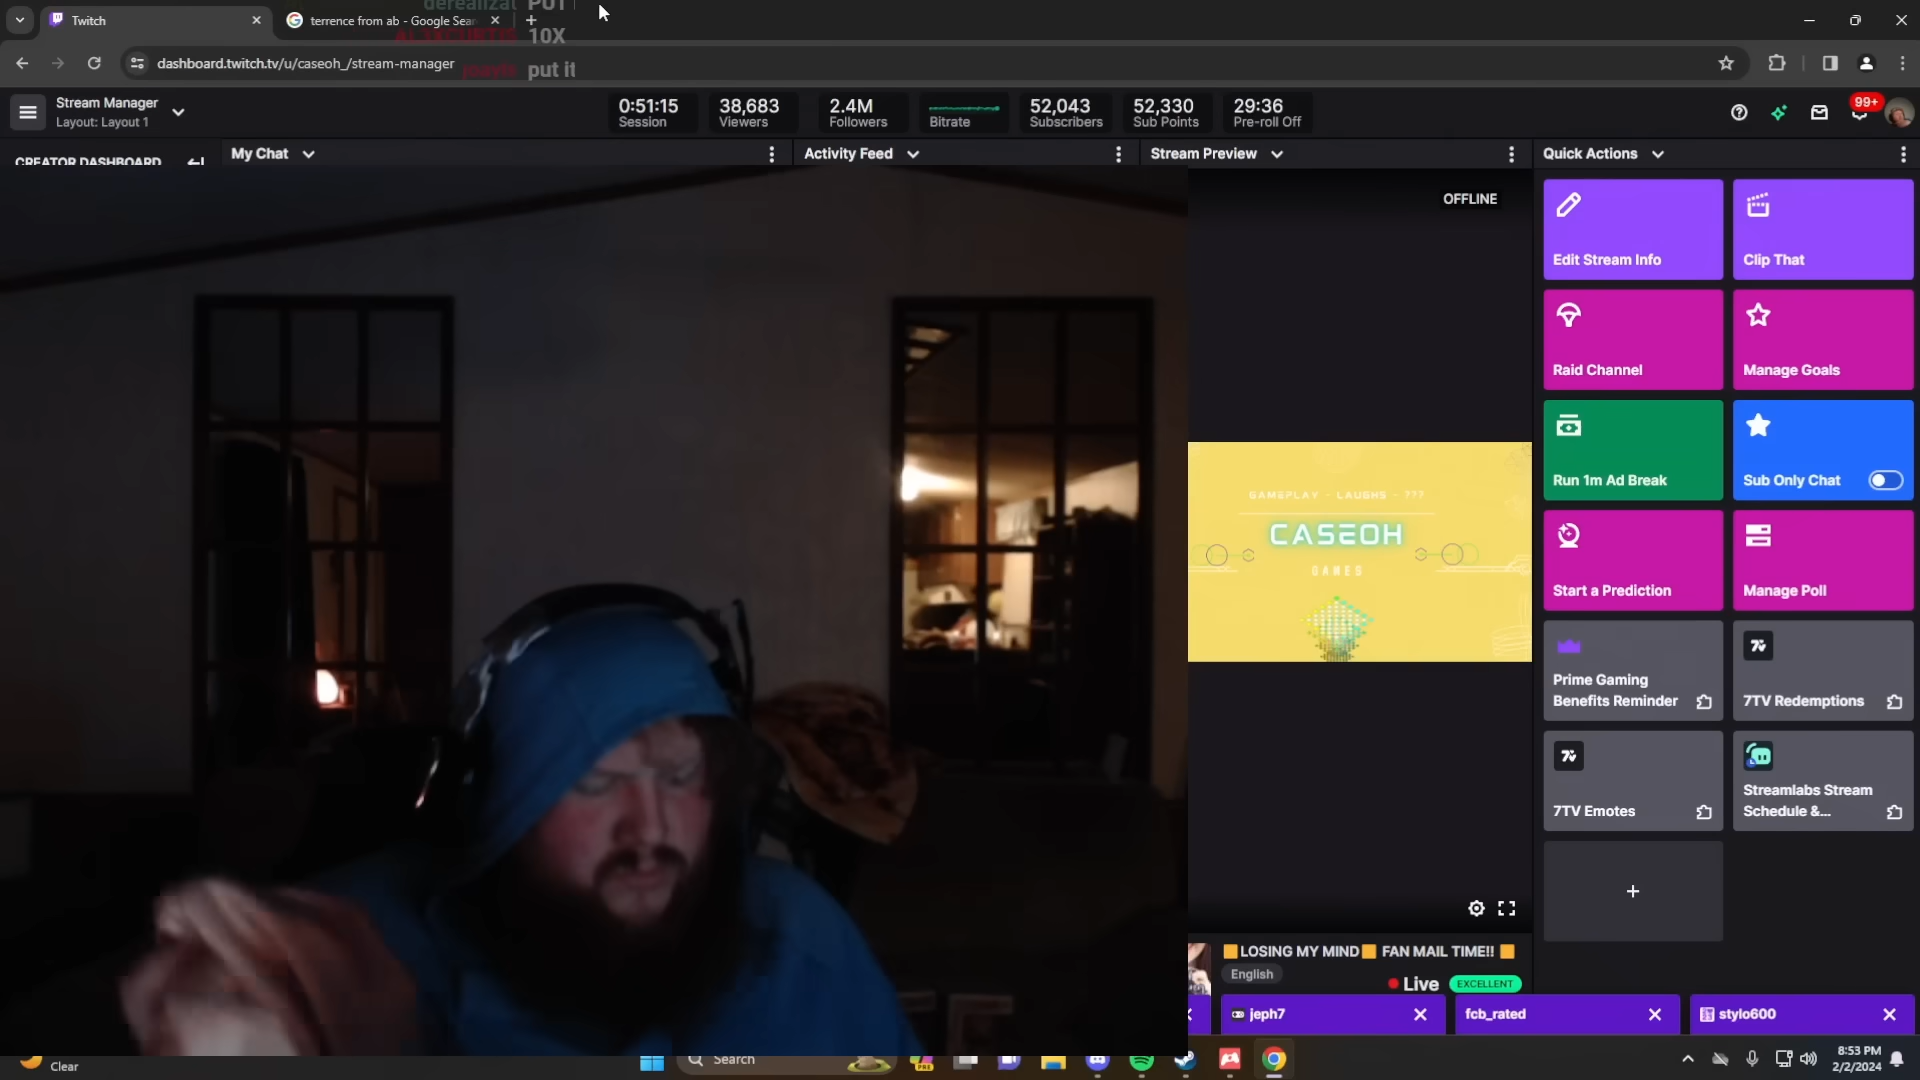 Twitch
terrence from ab - Google Sear
PUT
10X
put it
dashboard.twitch.tv/u/caseoh_/stream-manager
Stream Manager
Layout: Layout 1
0:51:15
Session
38,683
Viewers
2.4M
Followers
Bitrate
52,043
Subscribers
52,330
Sub Points
29:36
Pre-roll Off
99+
CREATOR DASHBOARD
My Chat
Activity Feed
Stream Preview
Quick Actions
OFFLINE
GAMEPLAY - LAUGHS - ???
CASEOH
GAMES
Edit Stream Info
Clip That
Raid Channel
Manage Goals
Run 1m Ad Break
Sub Only Chat
Start a Prediction
Manage Poll
Prime Gaming
Benefits Reminder
7TV Redemptions
7TV Emotes
Streamlabs Stream
Schedule &...
LOSING MY MIND FAN MAIL TIME!!
English
Live
EXCELLENT
jeph7
fcb_rated
stylo600
Clear
Search
PRE
8:53 PM
2/2/2024